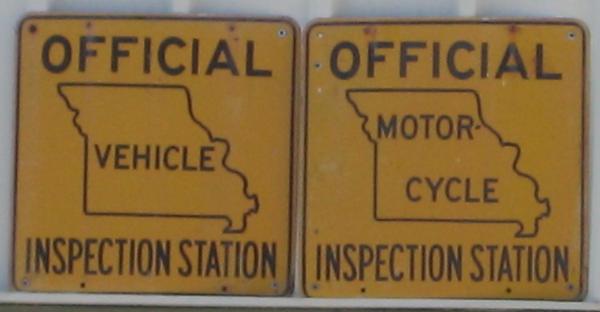 OFFICIAL
VEHICLE
INSPECTION STATION
OFFICIAL
MOTOR-
CYCLE
INSPECTION STATION